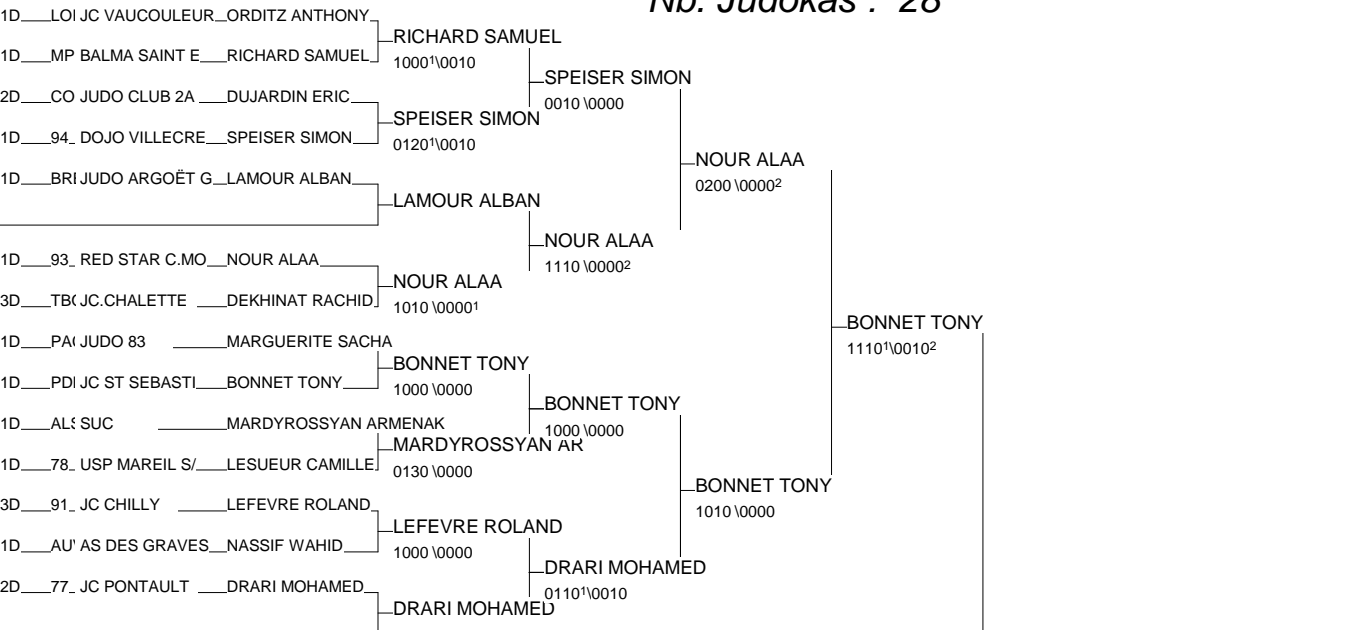 Nb. Judokas : 28
1D LOI JC VAUCOULEUR ORDITZ ANTHONY
RICHARD SAMUEL
1000¹\0010
1D MP BALMA SAINT E RICHARD SAMUEL
SPEISER SIMON
0010 \0000
2D CO JUDO CLUB 2A DUJARDIN ERIC
SPEISER SIMON
0120¹\0010
1D 94_ DOJO VILLECRE SPEISER SIMON
NOUR ALAA
0200 \0000²
1D BRI JUDO ARGOËT G LAMOUR ALBAN
LAMOUR ALBAN
NOUR ALAA
1110 \0000²
1D 93_ RED STAR C.MO NOUR ALAA
NOUR ALAA
1010 \0000¹
3D TBO JC.CHALETTE DEKHINAT RACHID
BONNET TONY
1110¹\0010²
1D PA JUDO 83 MARGUERITE SACHA
BONNET TONY
1000 \0000
1D PDI JC ST SEBASTI BONNET TONY
BONNET TONY
1000 \0000
1D ALS SUC MARDYROSSYAN ARMENAK
MARDYROSSYAN AR
0130 \0000
1D 78_ USP MAREIL S/ LESUEUR CAMILLE
BONNET TONY
1010 \0000
3D 91_ JC CHILLY LEFEVRE ROLAND
LEFEVRE ROLAND
1000 \0000
1D AU AS DES GRAVES NASSIF WAHID
DRARI MOHAMED
0110¹\0010
2D 77_ JC PONTAULT DRARI MOHAMED
DRARI MOHAMED